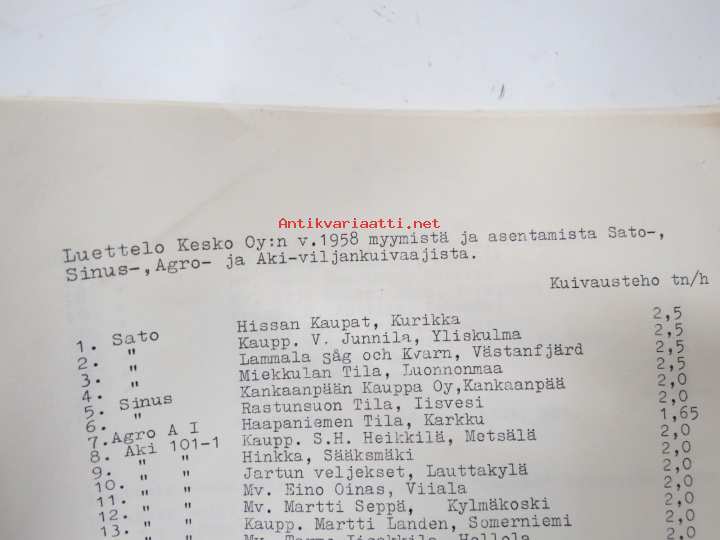 Antikvariaatti.net
Luettelo Kesko Oy:n v.1958 myymistä ja asentamista Sato-,
Sinus-, Agro- ja Aki-viljankuivaajista.
Kuivausteho tn/h
1. Sato Hissan Kaupat, Kurikka 2,5
2. " Kaupp. V. Junnila, Yliskulma 2,5
3. " Lammala Såg och Kvarn, Västanfjärd 2,5
4. " Miekkulan Tila, Luonnonmaa 2,5
5. Sinus Kankaanpään Kauppa Oy,Kankaanpää 2,0
6. " Rastunsuon Tila, Iisvesi 2,0
7. Agro A I Haapaniemen Tila, Karkku 1,65
8. Aki 101-1 Kaupp. S.H. Heikkilä, Metsälä 2,0
9. " " Hinkka, Sääksmäki 2,0
10. " " Jartun veljekset, Lauttakylä 2,0
11. " " Mv. Eino Oinas, Viiala 2,0
12. " " Mv. Martti Seppä, Kylmäkoski 2,0
13. " " Kaupp. Martti Landen, Somerniemi 2,0
" " Mv. Hollola 2,0